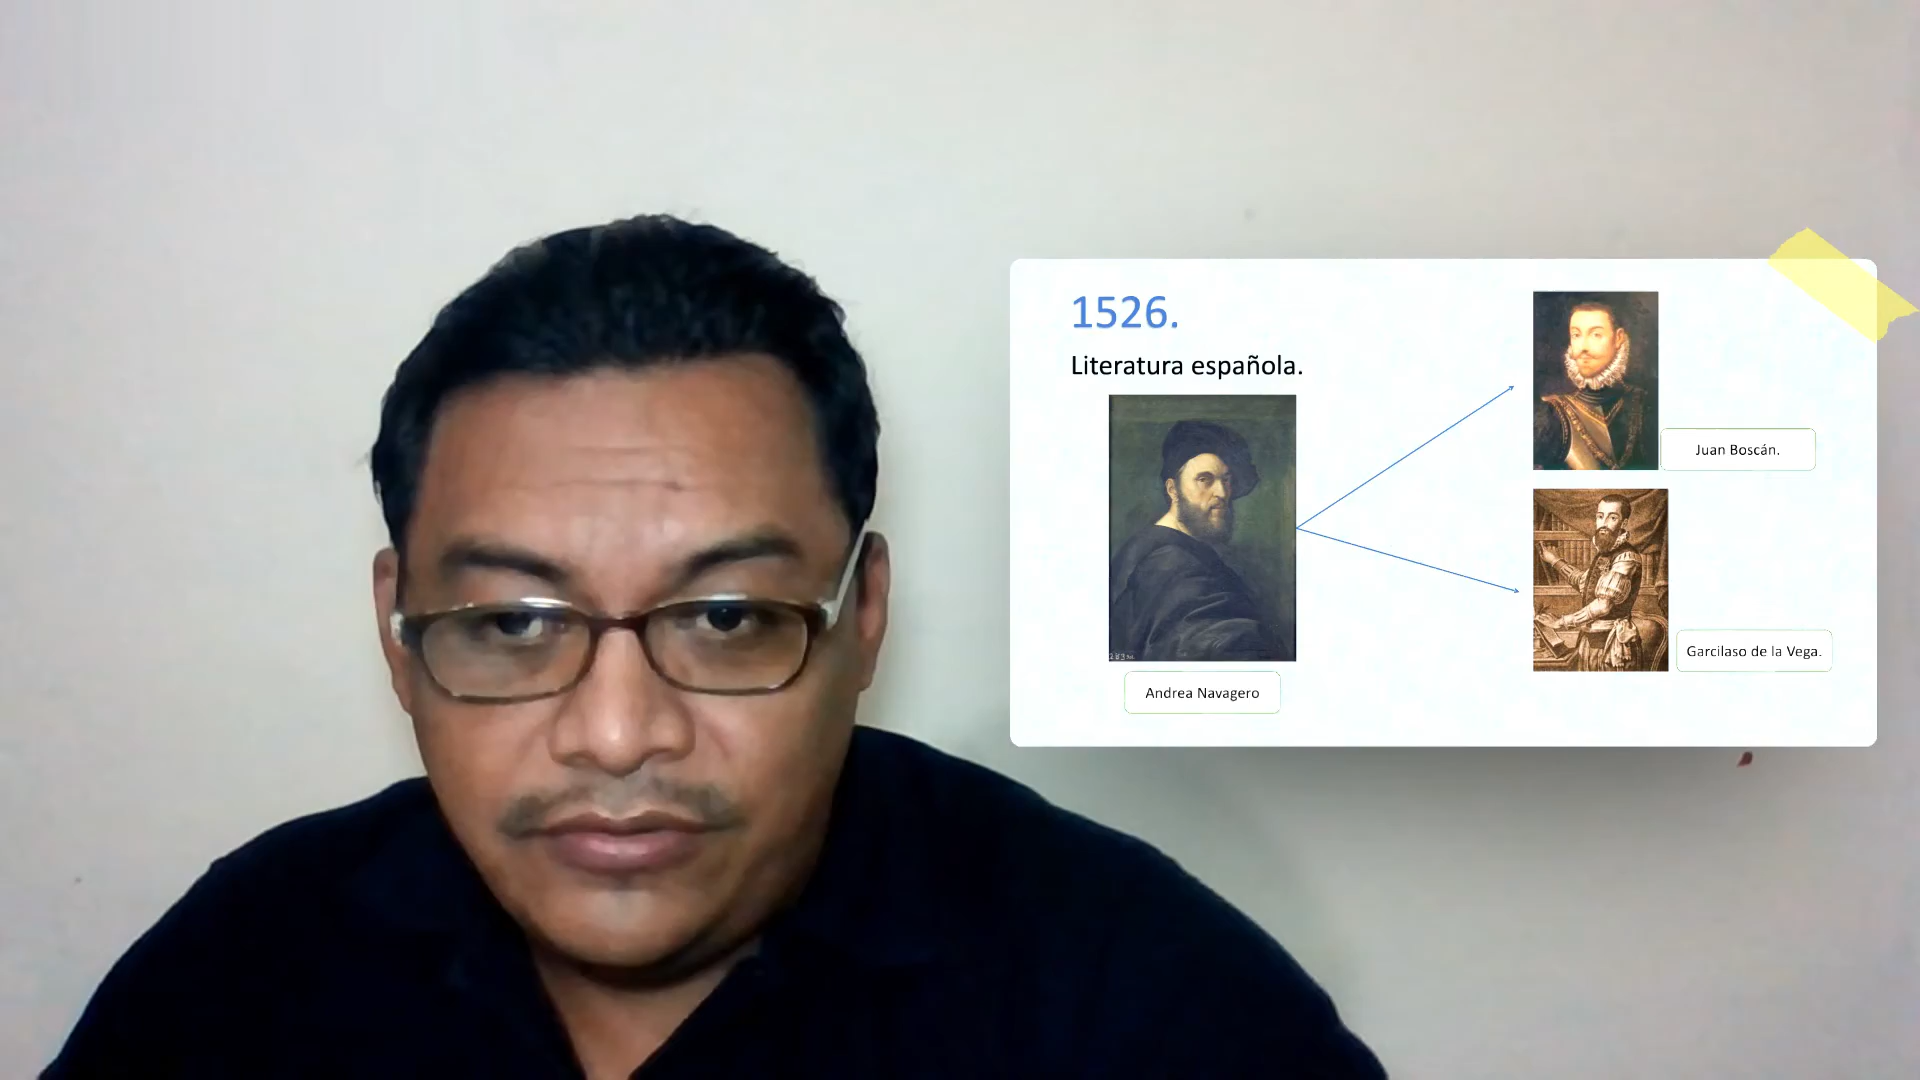 1526.
Literatura española.
Juan Boscán.
Garcilaso de la Vega.
Andrea Navagero